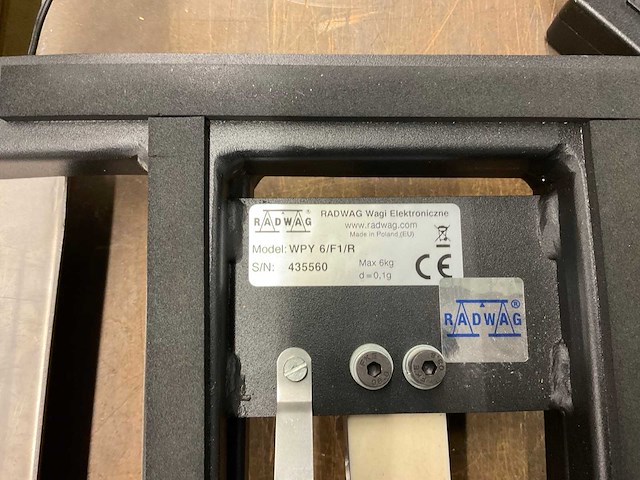 RADWAG
RADWAG Wagi Elektroniczne
www.radwag.com
Made in Poland,(EU)
Model: WPY 6/F1/R
S/N: 435560
Max 6kg
d=0,1g
CE
RADWAG®